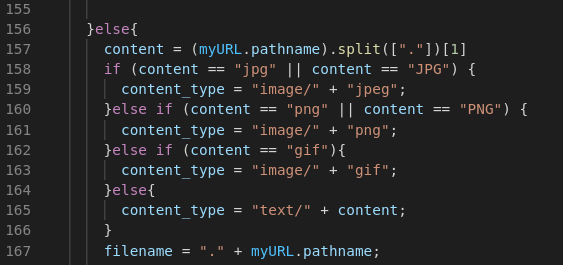 155
156 }else{
157 content = (myURL.pathname).split(["."])[1]
158 if (content == "jpg" || content == "JPG") {
159 content_type = "image/" + "jpeg";
160 }else if (content == "png" || content == "PNG") {
161 content_type = "image/" + "png";
162 }else if (content == "gif"){
163 content_type = "image/" + "gif";
164 }else{
165 content_type = "text/" + content;
166 }
167 filename = "." + myURL.pathname;